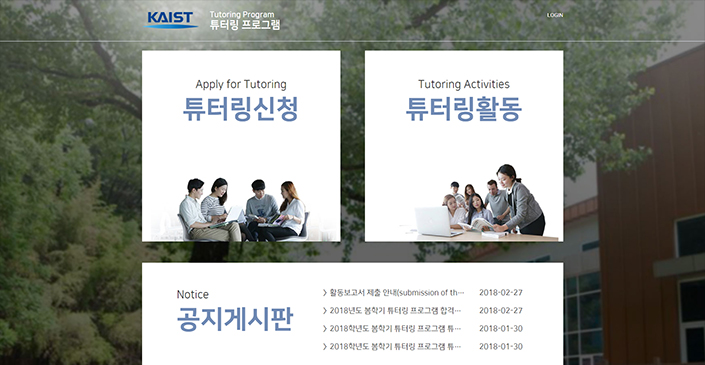 KAIST
Tutoring Program
튜터링 프로그램
LOGIN
Apply for Tutoring
튜터링신청
Tutoring Activities
튜터링활동
Notice
공지게시판
> 활동보고서 제출 안내(submission of th… 2018-02-27
> 2018년도 봄학기 튜터링 프로그램 합격… 2018-02-27
> 2018학년도 봄학기 튜터링 프로그램 튜… 2018-01-30
> 2018학년도 봄학기 튜터링 프로그램 튜… 2018-01-30